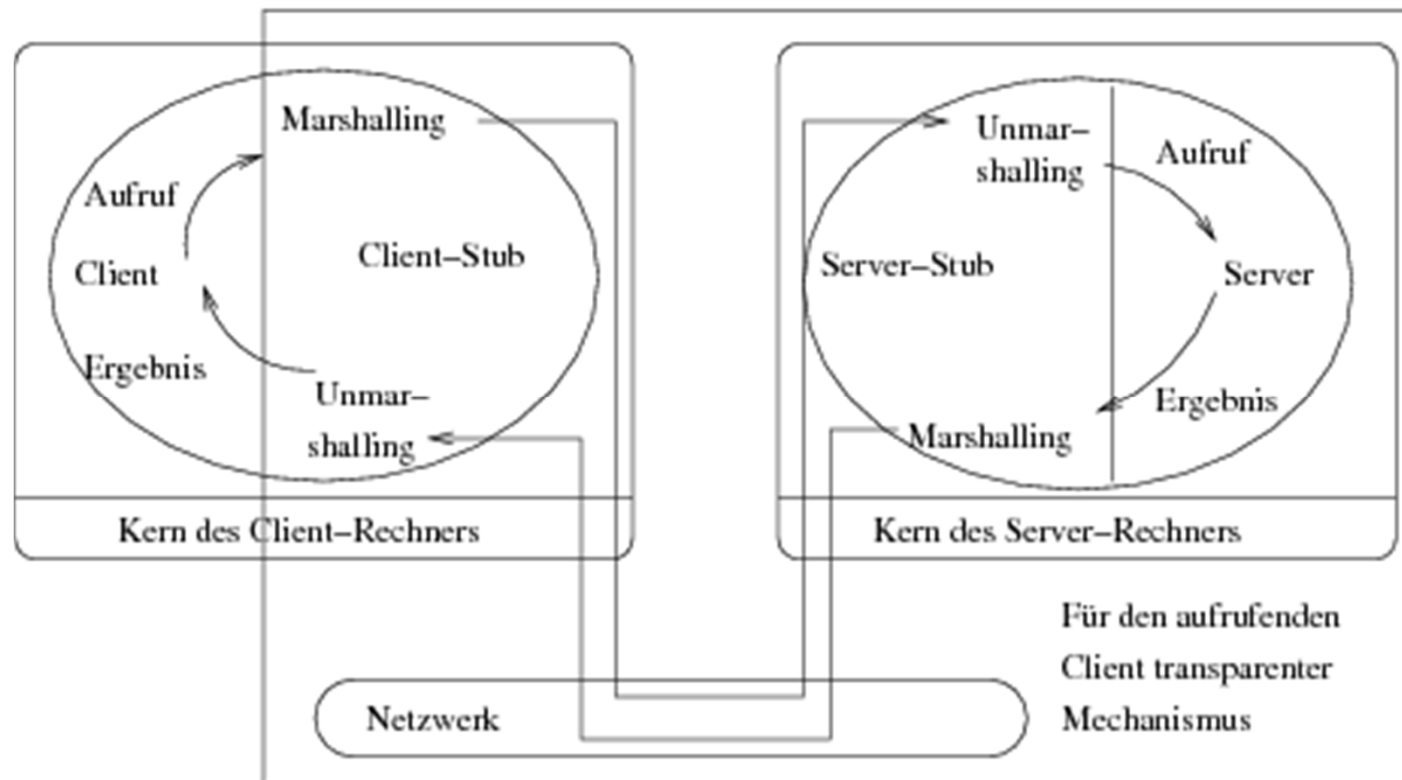 Marshalling
Aufruf
Client
Client–Stub
Ergebnis
Unmar–
shalling
Kern des Client–Rechners
Unmar–
shalling
Aufruf
Server–Stub
Server
Ergebnis
Marshalling
Kern des Server–Rechners
Netzwerk
Für den aufrufenden
Client transparenter
Mechanismus